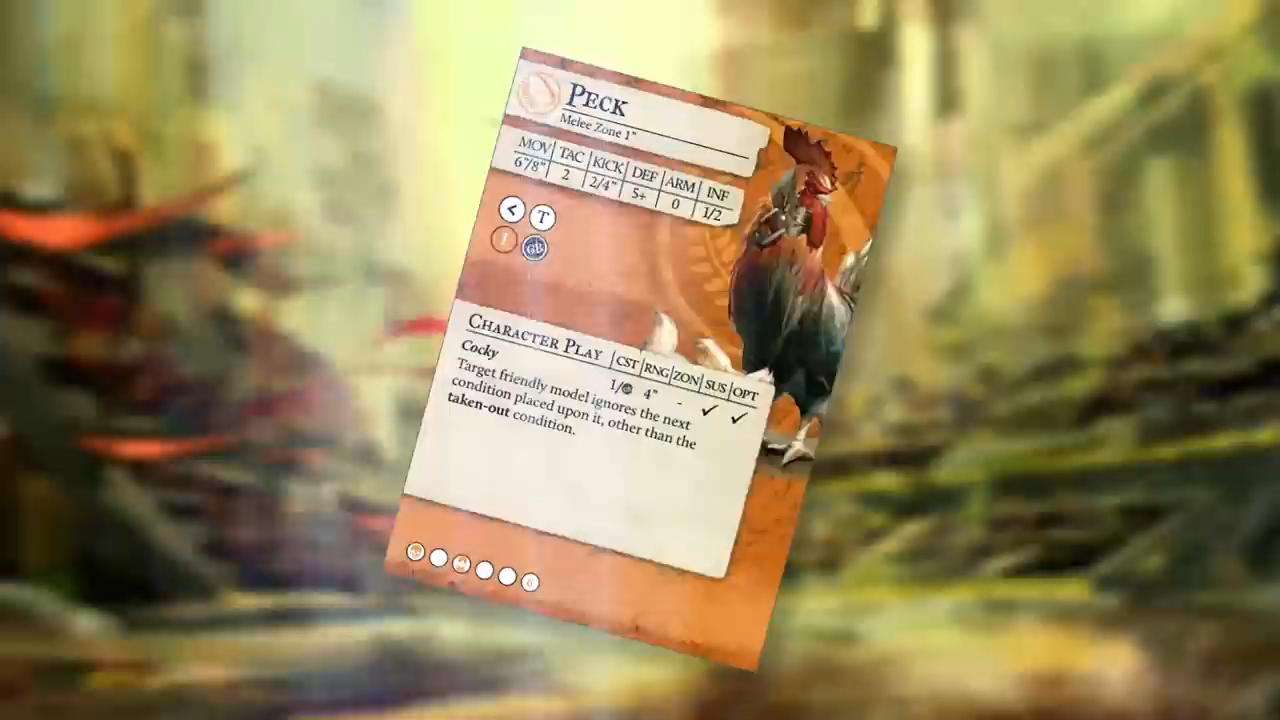 PECK
Melee Zone 1"
MOV TAC KICK DEF ARM INF
6"/8" 2 2/4" 5+ 0 1/2
< T
1 GB
CHARACTER PLAY CST RNG ZON SUS OPT
Cocky 1/ 4" - ✓ ✓
Target friendly model ignores the next
condition placed upon it, other than the
taken-out condition.
6